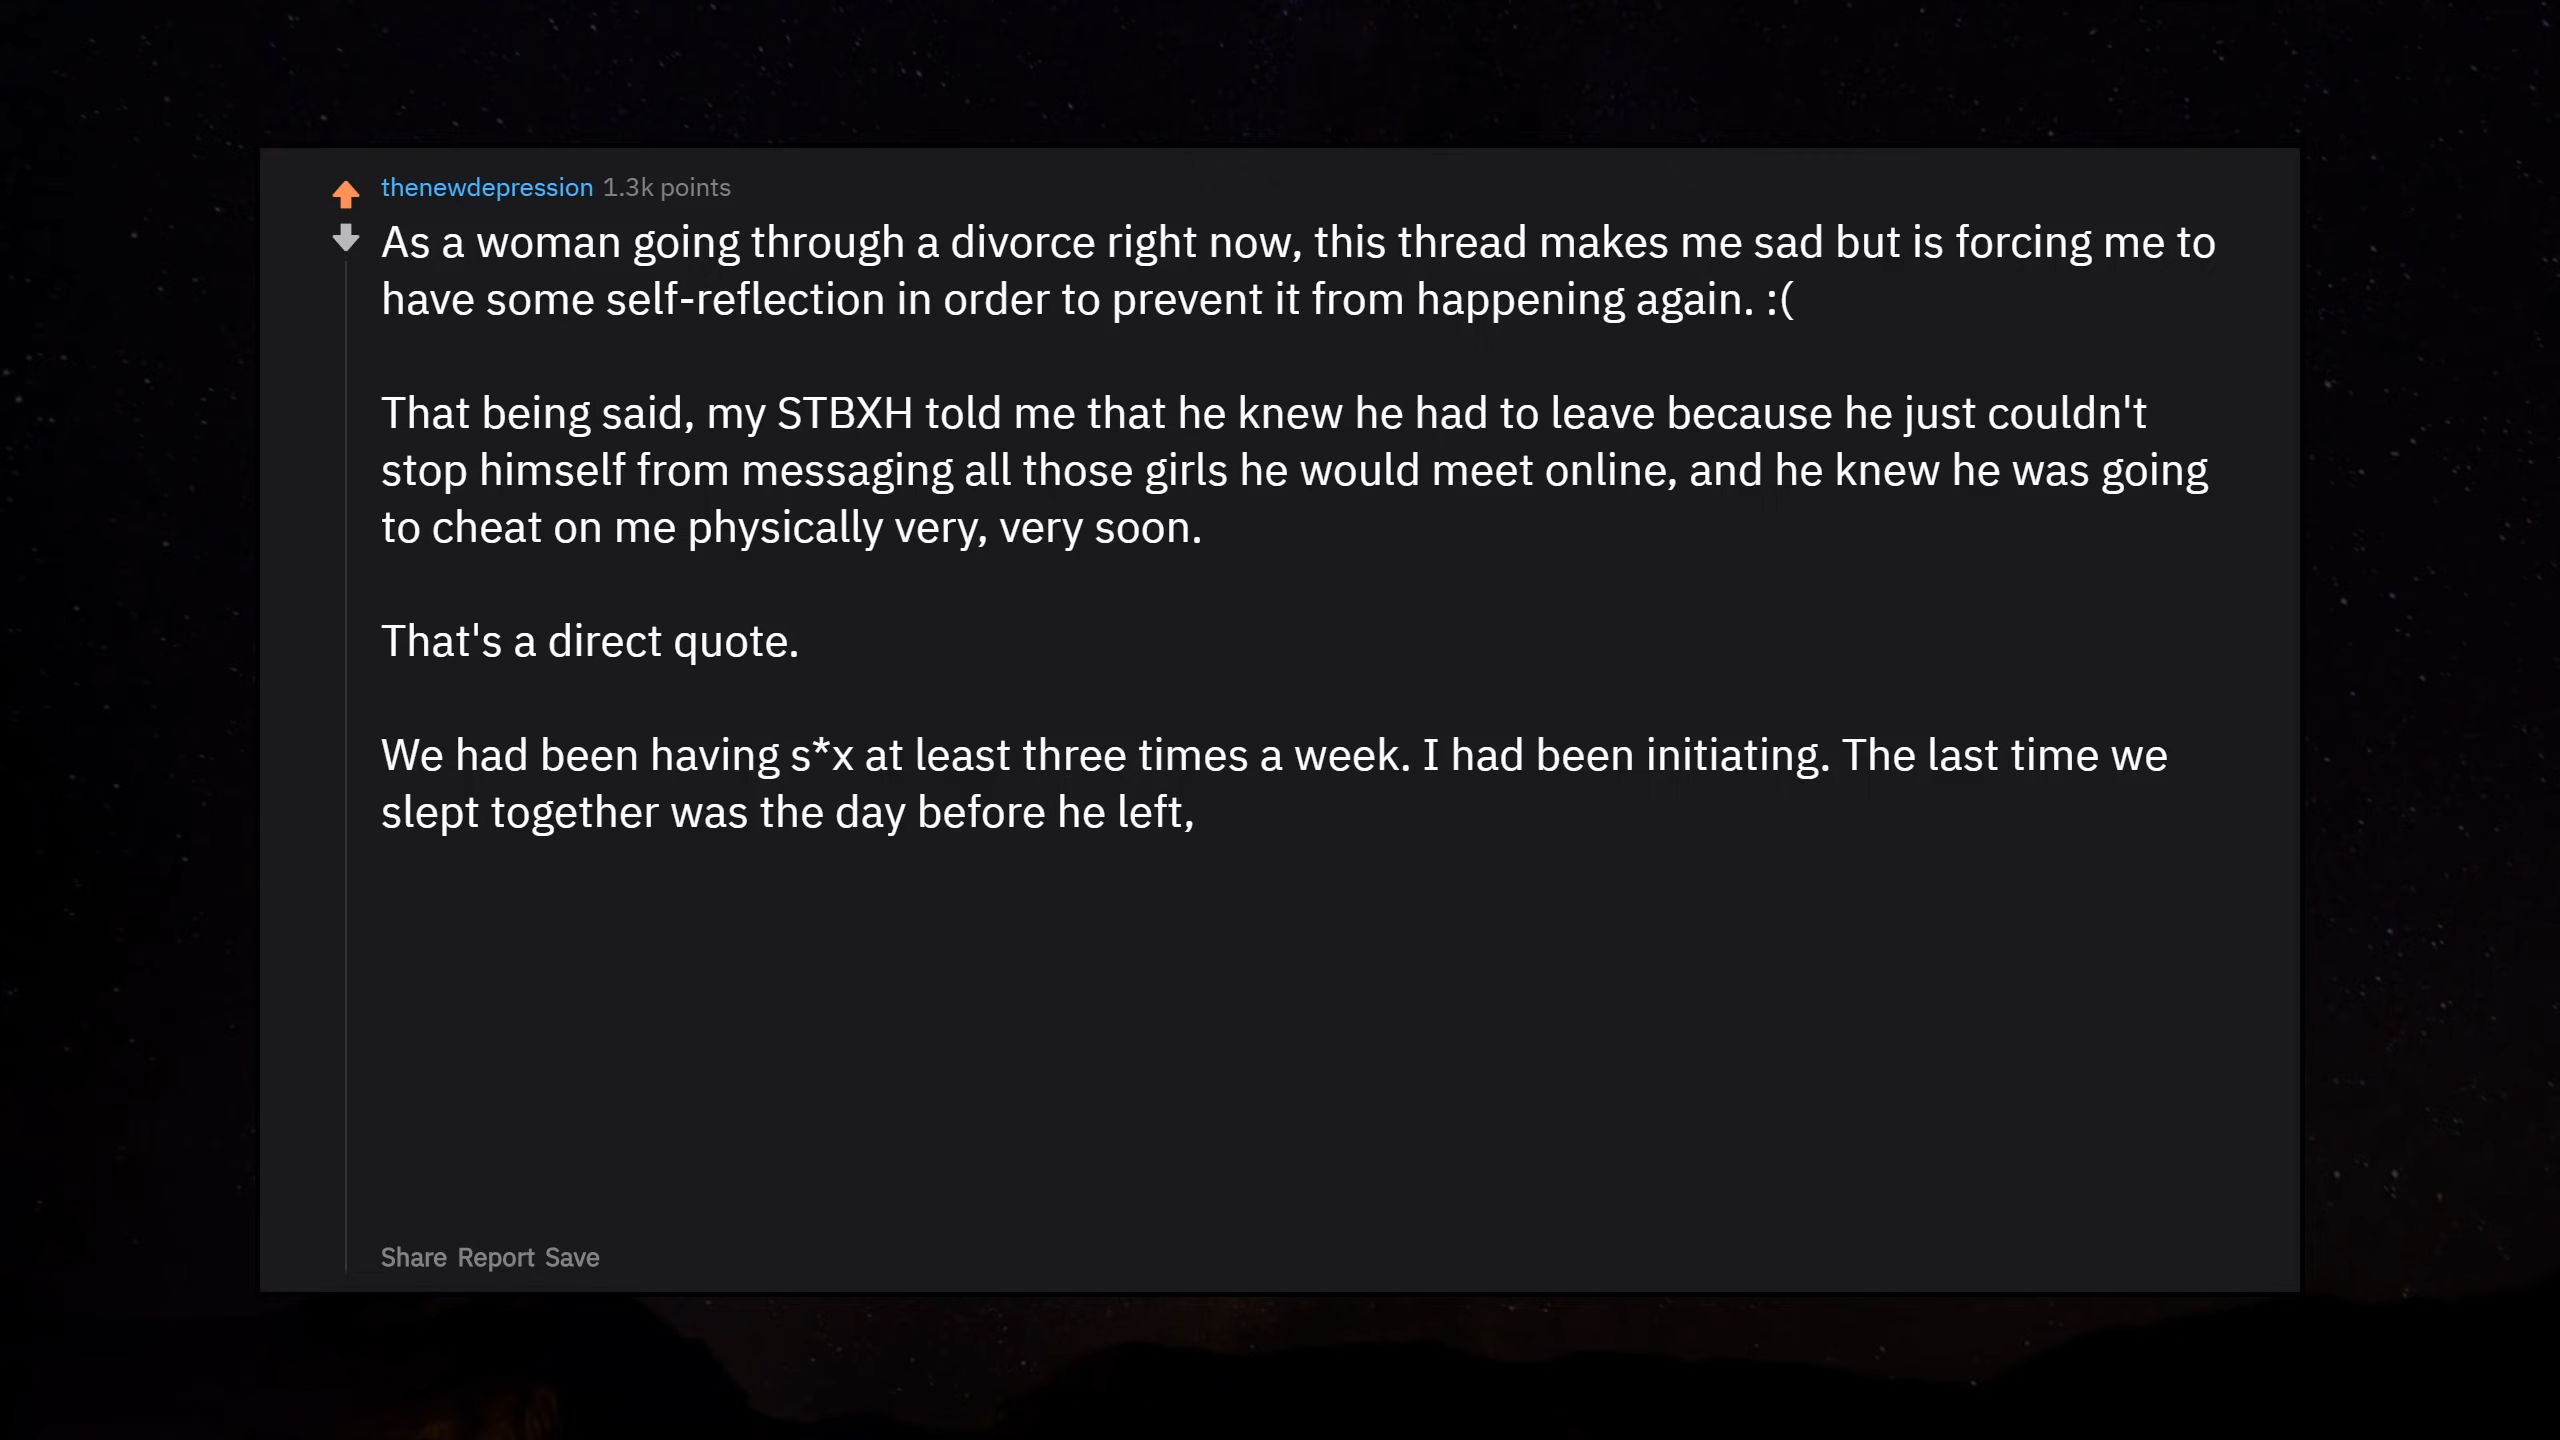 thenewdepression 1.3k points
As a woman going through a divorce right now, this thread makes me sad but is forcing me to
have some self-reflection in order to prevent it from happening again. :(
That being said, my STBXH told me that he knew he had to leave because he just couldn't
stop himself from messaging all those girls he would meet online, and he knew he was going
to cheat on me physically very, very soon.
That's a direct quote.
We had been having s*x at least three times a week. I had been initiating. The last time we
slept together was the day before he left,
Share Report Save